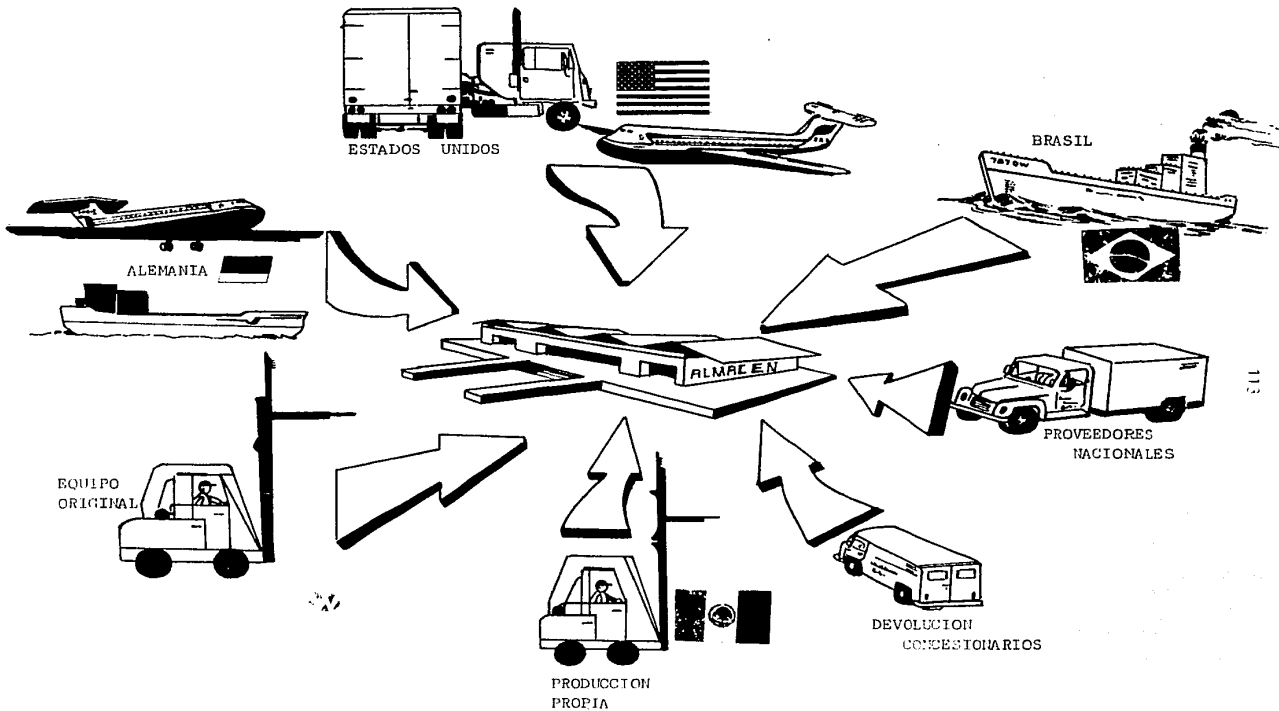 ESTADOS UNIDOS
BRASIL
ALEMANIA
ALMACEN
PROVEEDORES
NACIONALES
EQUIPO
ORIGINAL
DEVOLUCION
CONCESIONARIOS
PRODUCCION
PROPIA